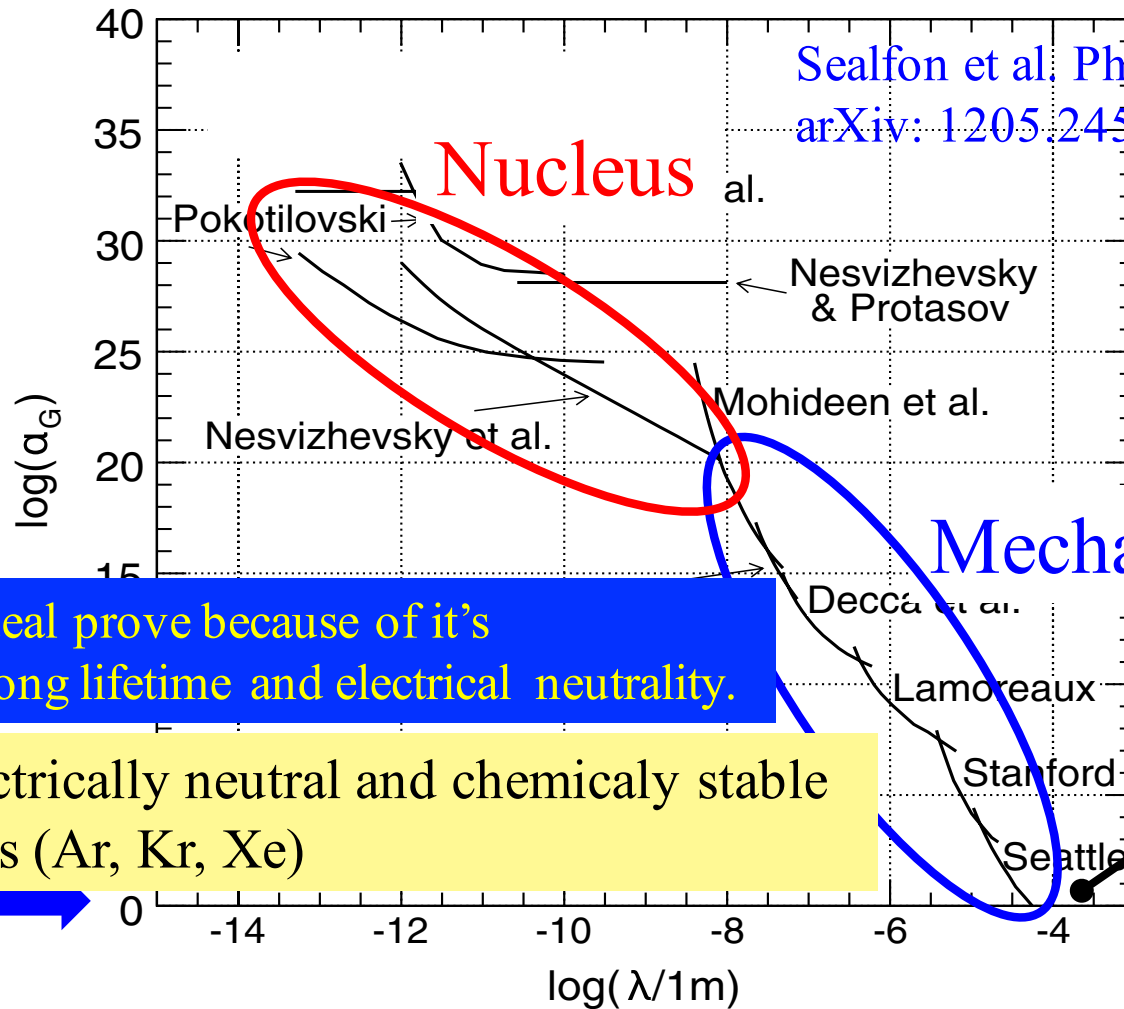 40
Sealfon et al. Ph
arXiv: 1205.245
35
Nucleus
al.
Pokotilovski
30
Nesvizhevsky
& Protasov
25
Mohideen et al.
log(α_G)
Nesvizhevsky et al.
20
Mecha
15
Decca et al.
eal prove because of it’s
ong lifetime and electrical neutrality.
Lamoreaux
ctrically neutral and chemicaly stable
Stanford
s (Ar, Kr, Xe)
Seattle
0
-14 -12 -10 -8 -6 -4
log(λ/1m)